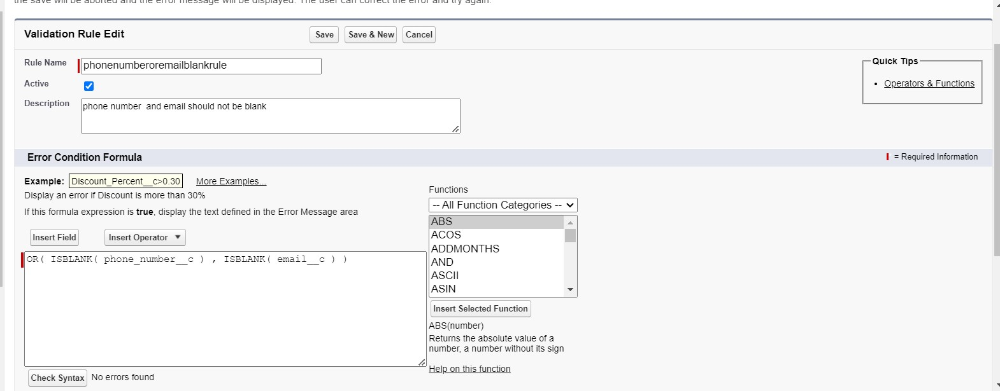 the save will be aborted and the error message will be displayed. The user can correct the error and try again.
Validation Rule Edit
Save
Save & New
Cancel
Rule Name
phonenumberoremailblankrule
Active
Description
phone number  and email should not be blank
Quick Tips
Operators & Functions
Error Condition Formula
= Required Information
Example: Discount_Percent__c>0.30 More Examples...
Display an error if Discount is more than 30%
If this formula expression is true, display the text defined in the Error Message area
Insert Field
Insert Operator
OR( ISBLANK( phone_number__c ) , ISBLANK( email__c ) )
Functions
-- All Function Categories --
ABS
ACOS
ADDMONTHS
AND
ASCII
ASIN
Insert Selected Function
ABS(number)
Returns the absolute value of a
number, a number without its sign
Help on this function
Check Syntax
No errors found